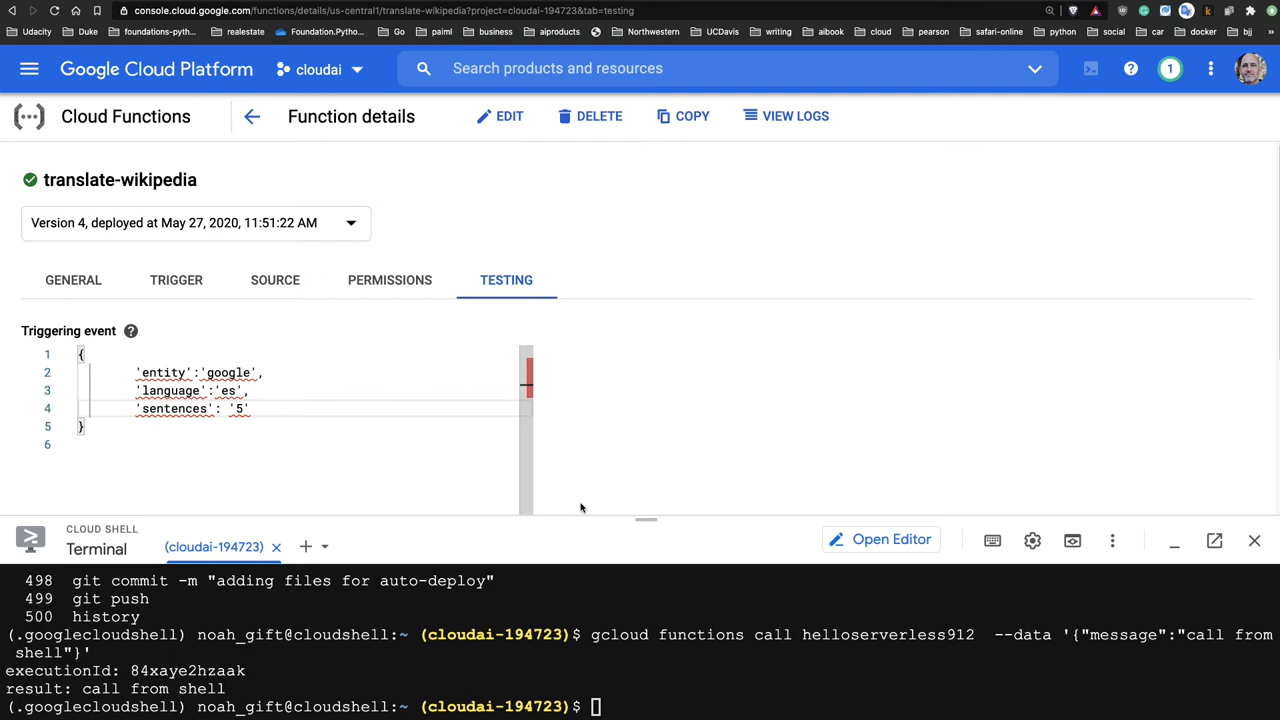 console.cloud.google.com/functions/details/us-central1/translate-wikipedia?project=cloudai-194723&tab=testing
Udacity Duke foundations-pyth... realestate Foundation.Pytho... Go paiml business aiproducts Northwestern UCDavis writing aibook cloud pearson safari-online python social car docker bjj »
Google Cloud Platform cloudai Search products and resources 1
Cloud Functions Function details EDIT DELETE COPY VIEW LOGS
translate-wikipedia
Version 4, deployed at May 27, 2020, 11:51:22 AM
GENERAL TRIGGER SOURCE PERMISSIONS TESTING
Triggering event ?
1 {
2 'entity':'google',
3 'language':'es',
4 'sentences': '5'
5 }
6
CLOUD SHELL
Terminal (cloudai-194723) Open Editor
498 git commit -m "adding files for auto-deploy"
499 git push
500 history
(.googlecloudshell) noah_gift@cloudshell:~ (cloudai-194723)$ gcloud functions call helloserverless912 --data '{"message":"call from
shell"}'
executionId: 84xaye2hzaak
result: call from shell
(.googlecloudshell) noah_gift@cloudshell:~ (cloudai-194723)$